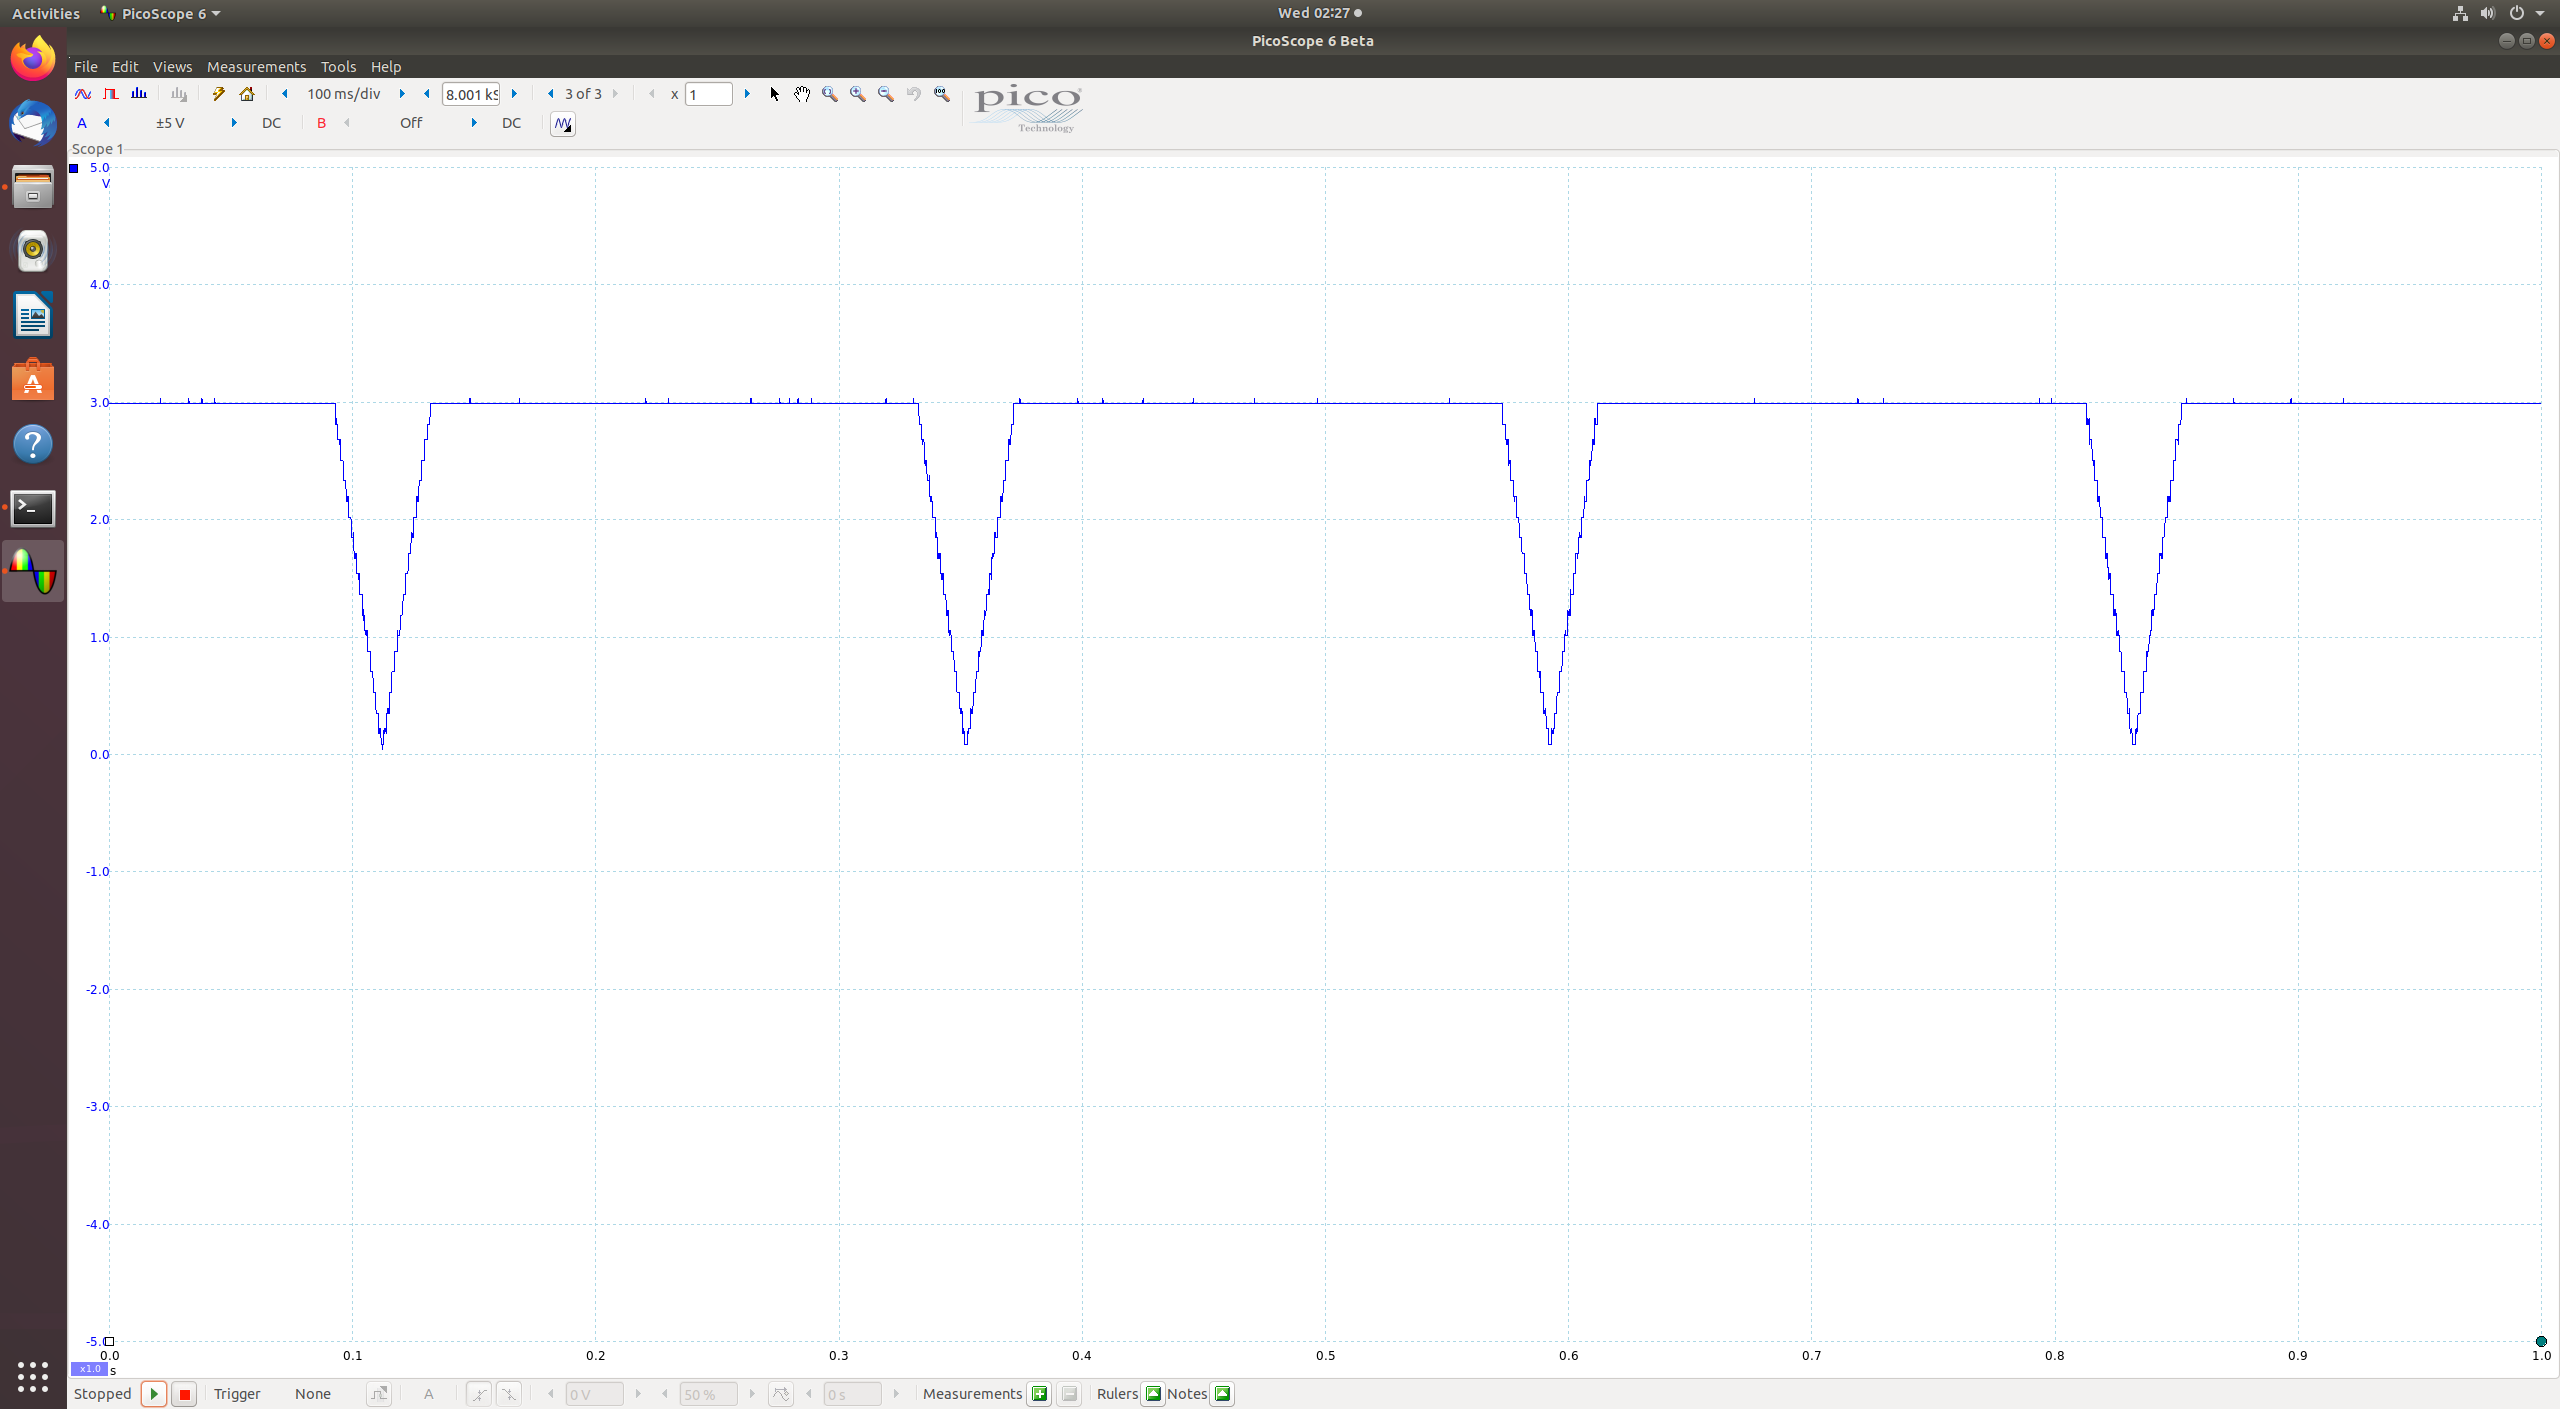 Activities PicoScope 6 Wed 02:27
PicoScope 6 Beta
File Edit Views Measurements Tools Help
100 ms/div 8.001 kS 3 of 3 x 1
pico
Technology
A ±5 V DC B Off DC
Scope 1
5.0
V
4.0
3.0
2.0
1.0
0.0
-1.0
-2.0
-3.0
-4.0
-5.0
0.0 0.1 0.2 0.3 0.4 0.5 0.6 0.7 0.8 0.9 1.0
x1.0 s
Stopped Trigger None A 0 V 50 % 0 s Measurements Rulers Notes